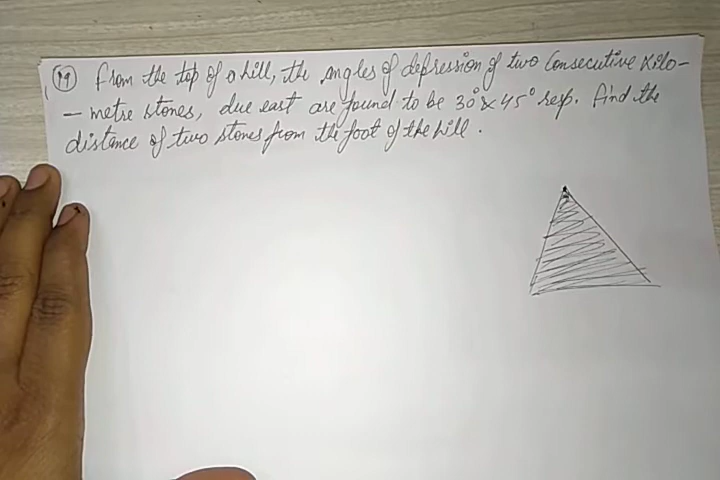 (19) From the top of a hill, the angles of depression of two Consecutive Kilo-
- metre stones, due east are found to be 30° & 45° resp. Find the
distance of two stones from the foot of the hill.